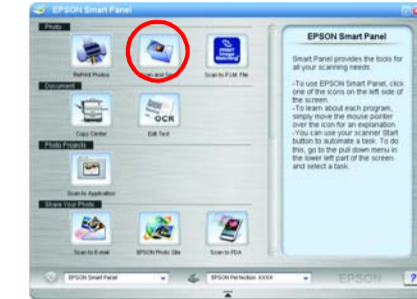 EPSON Smart Panel
Photo
RePrint Photos
Scan and Save
PRINT Image Matching
Scan to P.I.M. File
Document
Copy Center
OCR
Edit Text
Photo Projects
Scan to Application
Share Your Photo
Scan to E-mail
EPSON Photo Site
Scan to PDA
EPSON Smart Panel
Smart Panel provides the tools for
all your scanning needs.
-To use EPSON Smart Panel, click
one of the icons on the left side of
the screen.
-To learn about each program,
simply move the mouse pointer
over the icon for an explanation.
-You can use your scanner Start
button to automate a task. To do
this, go to the pull down menu in
the lower left part of the screen
and select a task.
EPSON Smart Panel
EPSON Perfection XXXX
EPSON
?